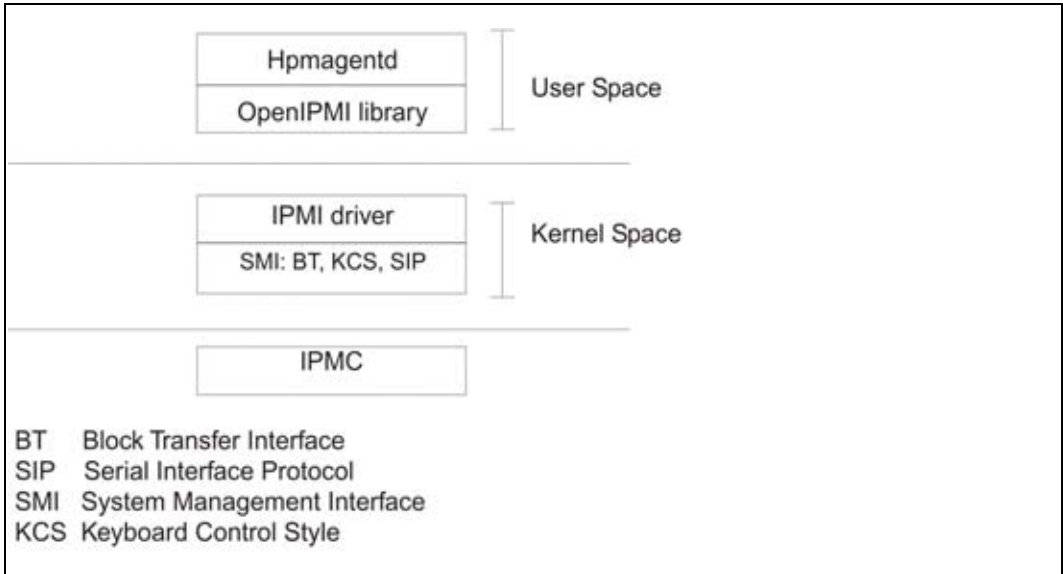 Hpmagentd
OpenIPMI library
User Space
IPMI driver
SMI: BT, KCS, SIP
Kernel Space
IPMC
BT Block Transfer Interface
SIP Serial Interface Protocol
SMI System Management Interface
KCS Keyboard Control Style